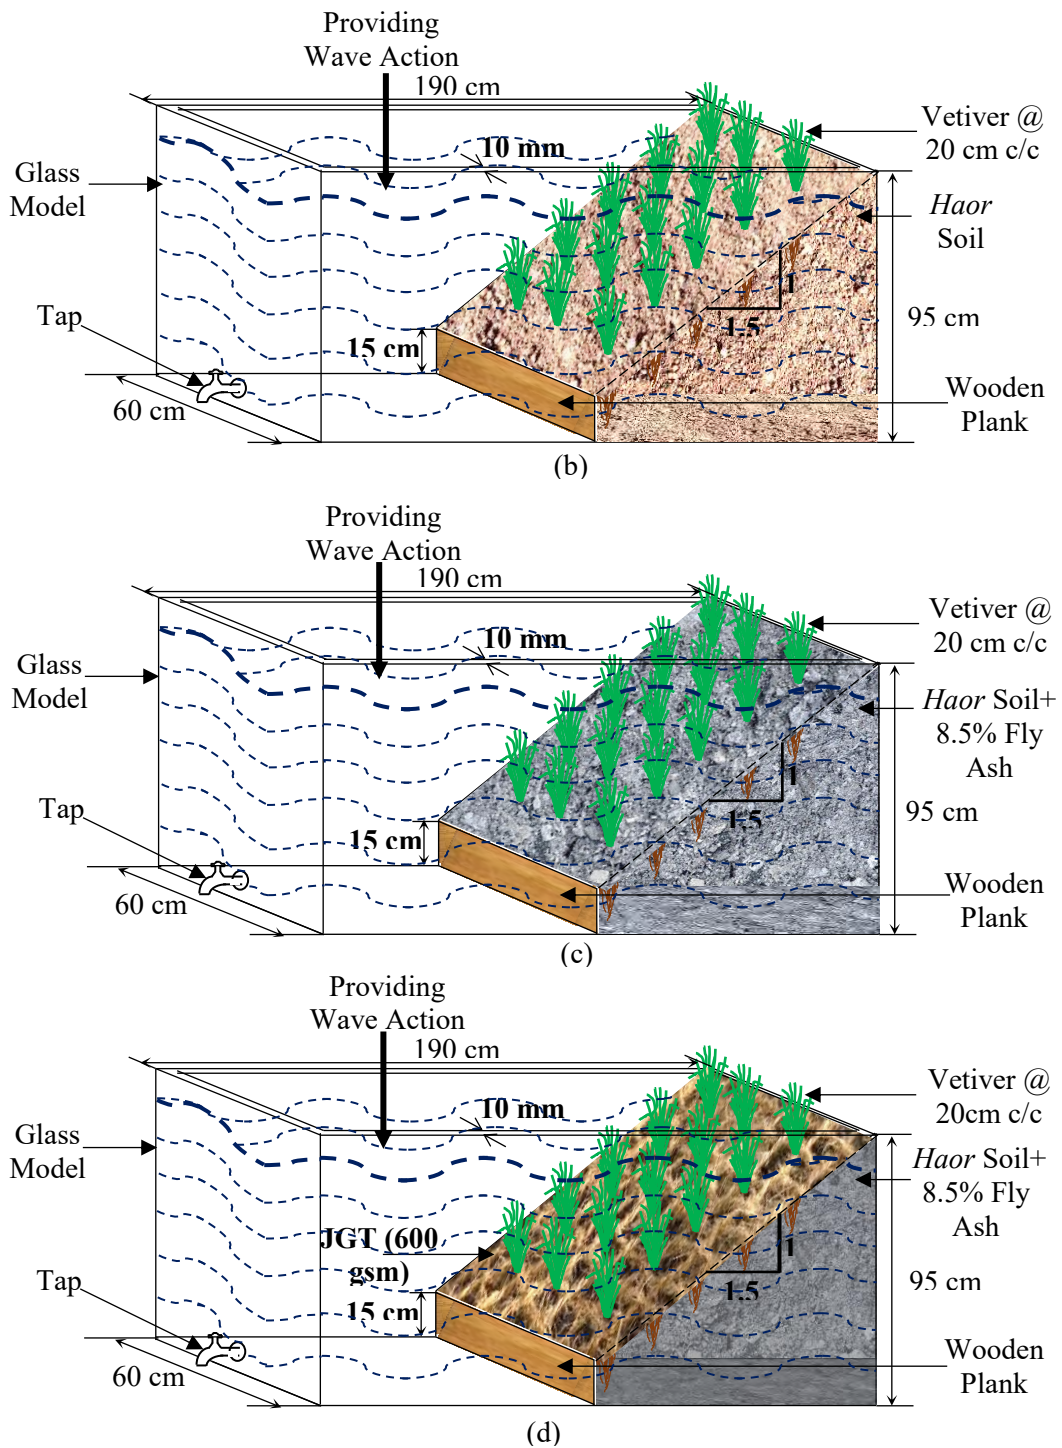 Providing
Wave Action
190 cm
10 mm
Vetiver @
20 cm c/c
Glass
Model
Haor
Soil
1
1.5
Tap
15 cm
95 cm
60 cm
Wooden
Plank
(b)
Providing
Wave Action
190 cm
10 mm
Vetiver @
20 cm c/c
Glass
Model
Haor Soil+
8.5% Fly
Ash
1
1.5
Tap
15 cm
95 cm
60 cm
Wooden
Plank
(c)
Providing
Wave Action
190 cm
10 mm
Vetiver @
20cm c/c
Glass
Model
Haor Soil+
8.5% Fly
Ash
JGT (600
gsm)
1
1.5
Tap
15 cm
95 cm
60 cm
Wooden
Plank
(d)